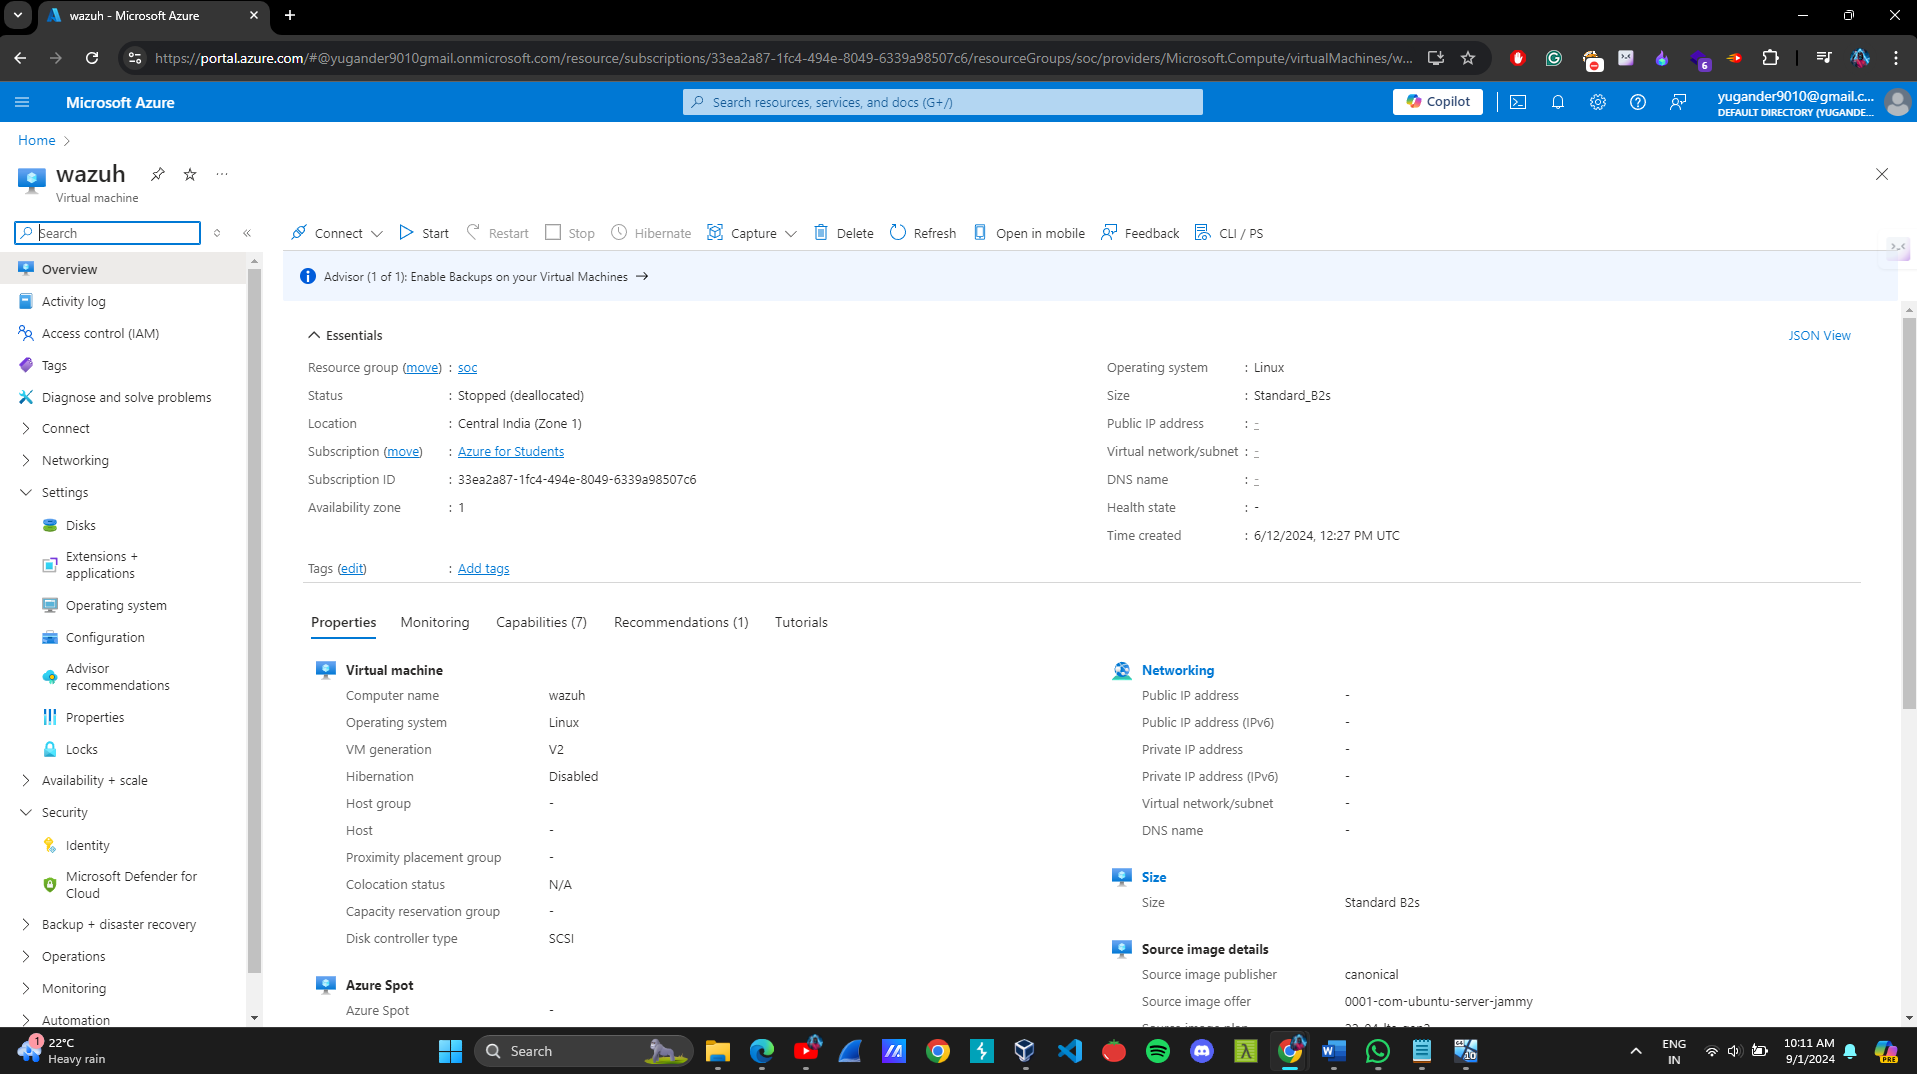 wazuh - Microsoft Azure
https://portal.azure.com/#@yugander9010gmail.onmicrosoft.com/resource/subscriptions/33ea2a87-1fc4-494e-8049-6339a98507c6/resourceGroups/soc/providers/Microsoft.Compute/virtualMachines/w...
6
Microsoft Azure
Search resources, services, and docs (G+/)
Copilot
yugander9010@gmail.c...
DEFAULT DIRECTORY (YUGANDE...
Home
wazuh
Virtual machine
Search
Connect
Start
Restart
Stop
Hibernate
Capture
Delete
Refresh
Open in mobile
Feedback
CLI / PS
Overview
Activity log
Access control (IAM)
Tags
Diagnose and solve problems
Connect
Networking
Settings
Disks
Extensions +
applications
Operating system
Configuration
Advisor
recommendations
Properties
Locks
Availability + scale
Security
Identity
Microsoft Defender for
Cloud
Backup + disaster recovery
Operations
Monitoring
Automation
Advisor (1 of 1): Enable Backups on your Virtual Machines
Essentials
JSON View
Resource group (move) : soc
Status : Stopped (deallocated)
Location : Central India (Zone 1)
Subscription (move) : Azure for Students
Subscription ID : 33ea2a87-1fc4-494e-8049-6339a98507c6
Availability zone : 1
Operating system : Linux
Size : Standard_B2s
Public IP address : -
Virtual network/subnet : -
DNS name : -
Health state : -
Time created : 6/12/2024, 12:27 PM UTC
Tags (edit) : Add tags
Properties
Monitoring
Capabilities (7)
Recommendations (1)
Tutorials
Virtual machine
Computer name wazuh
Operating system Linux
VM generation V2
Hibernation Disabled
Host group -
Host -
Proximity placement group -
Colocation status N/A
Capacity reservation group -
Disk controller type SCSI
Azure Spot
Azure Spot -
Networking
Public IP address -
Public IP address (IPv6) -
Private IP address -
Private IP address (IPv6) -
Virtual network/subnet -
DNS name -
Size
Size Standard B2s
Source image details
Source image publisher canonical
Source image offer 0001-com-ubuntu-server-jammy
Source image plan 22_04-lts-gen2
1
22°C
Heavy rain
Search
ENG
IN
10:11 AM
9/1/2024
PRE